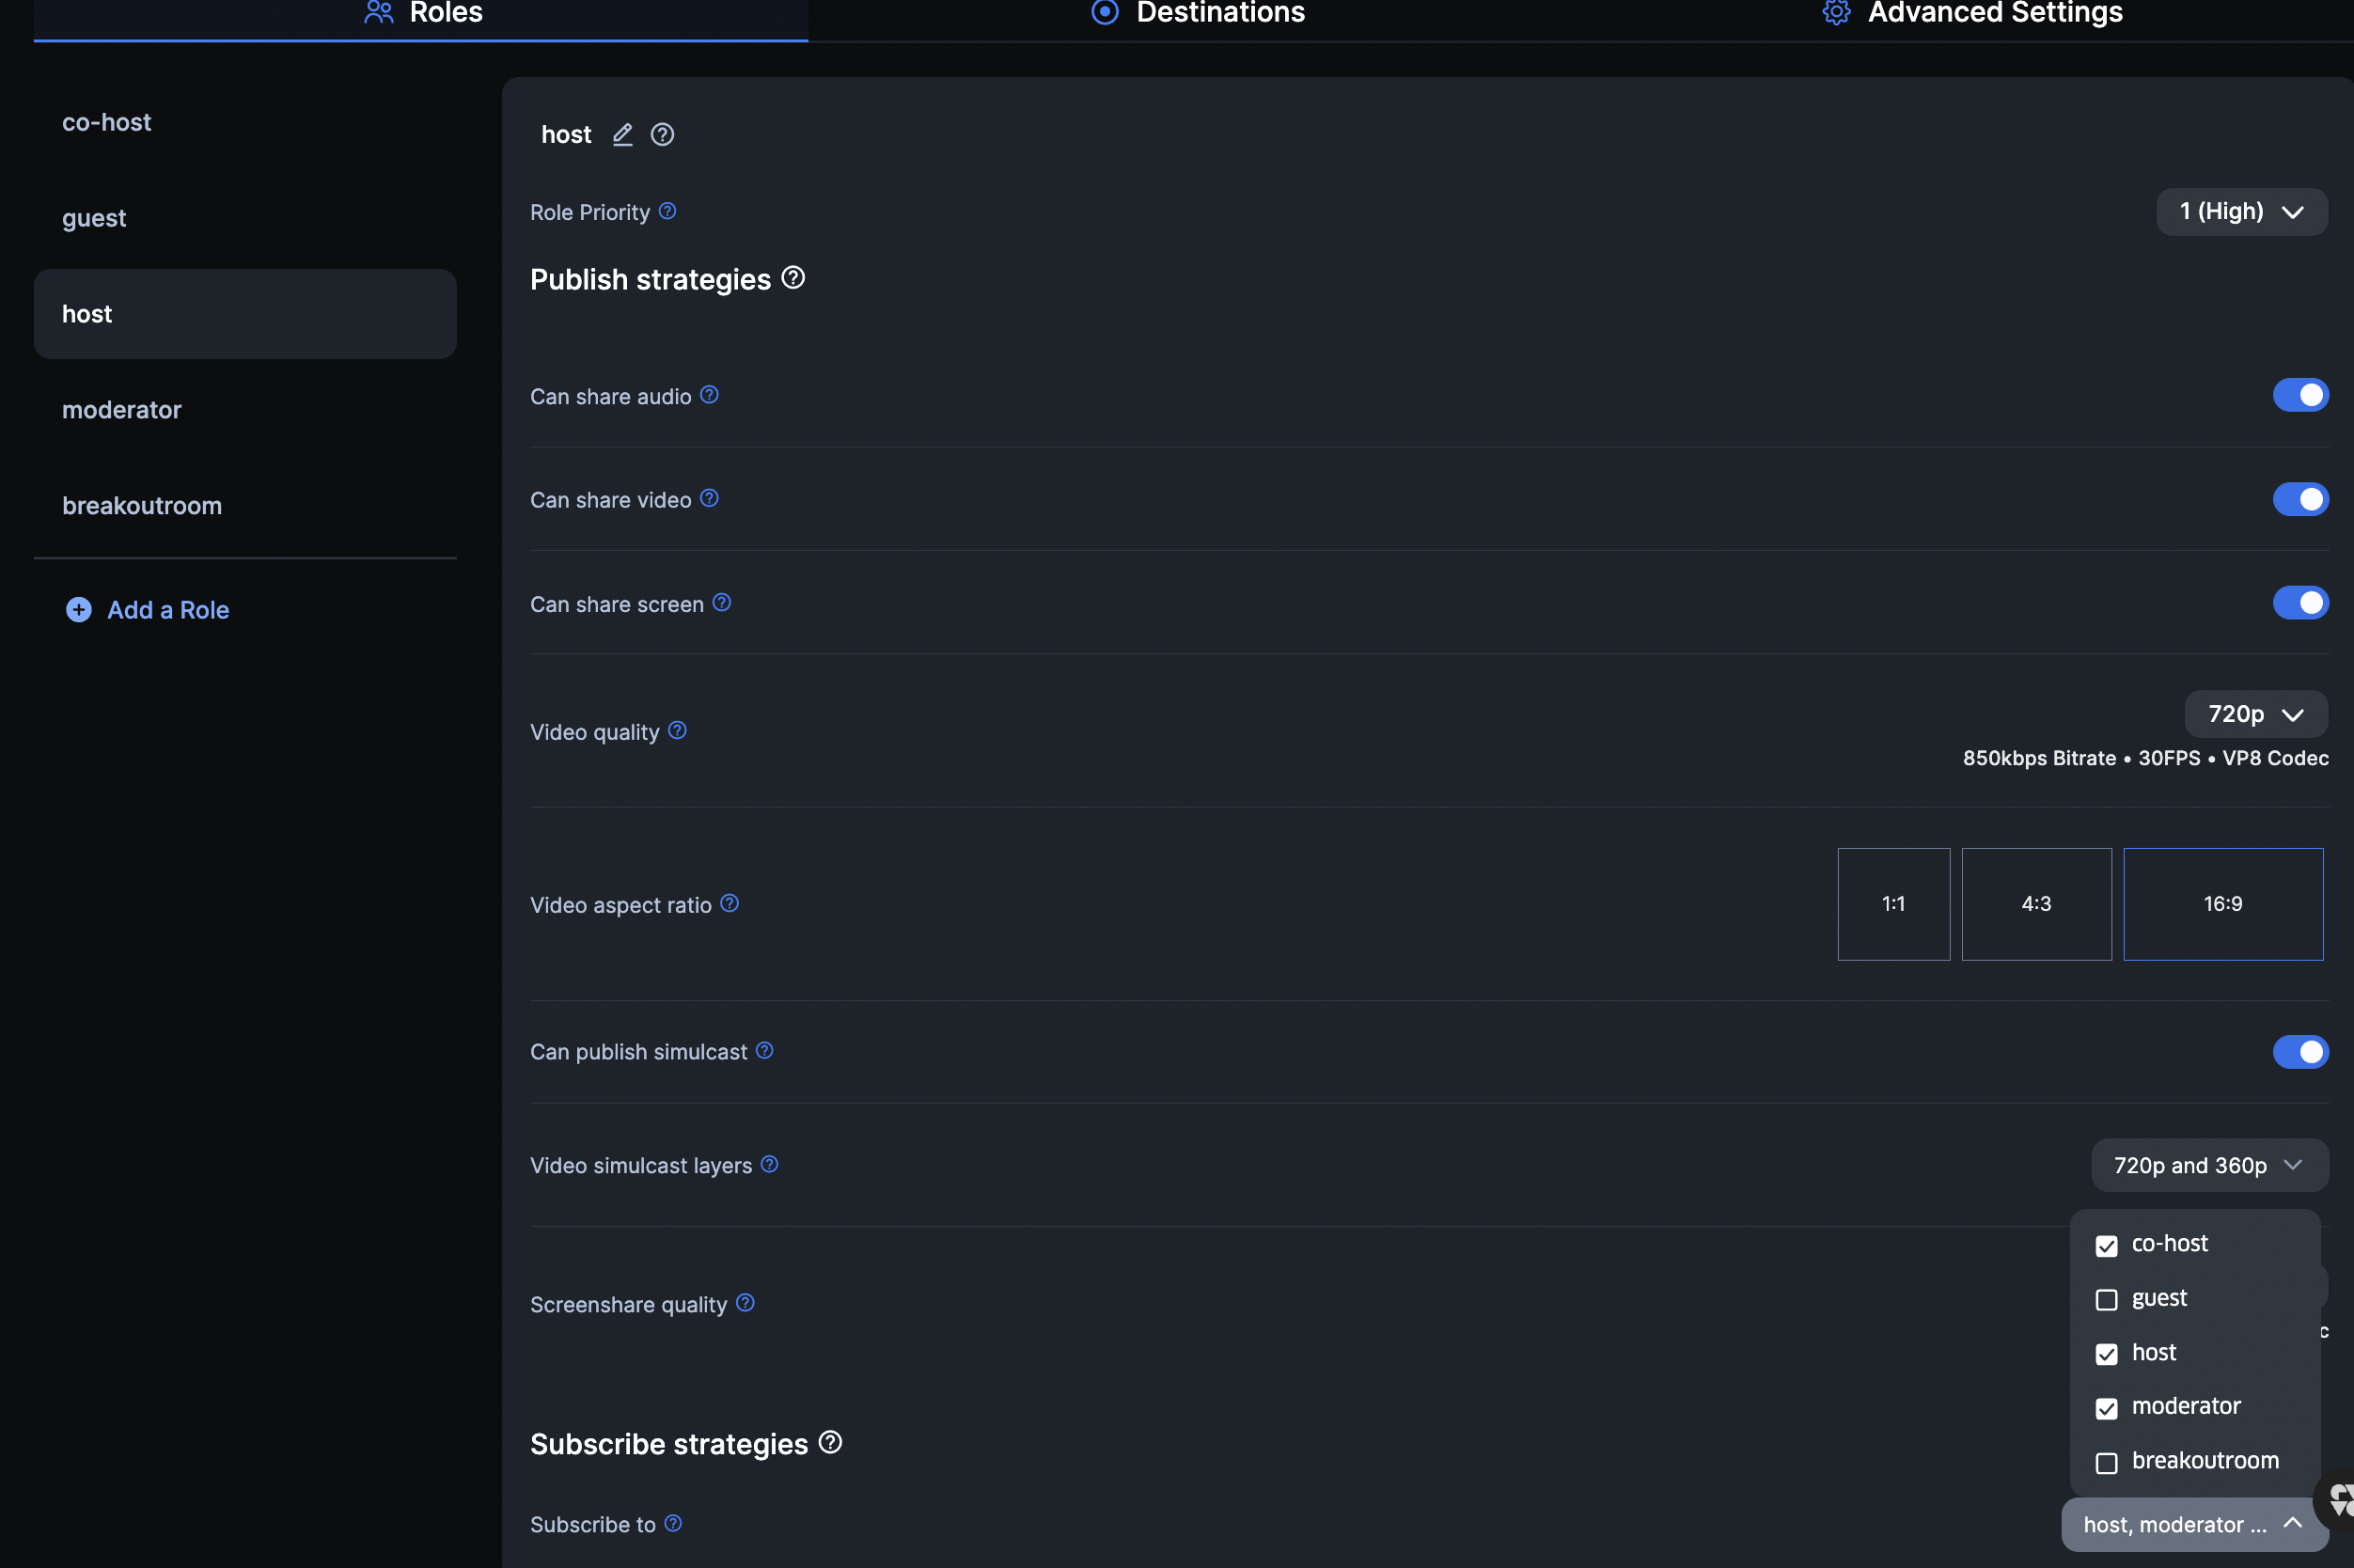 Roles
Destinations
Advanced Settings
co-host
guest
host
moderator
breakoutroom
Add a Role
host
Role Priority
1 (High)
Publish strategies
Can share audio
Can share video
Can share screen
Video quality
720p
850kbps Bitrate • 30FPS • VP8 Codec
Video aspect ratio
1:1
4:3
16:9
Can publish simulcast
Video simulcast layers
720p and 360p
Screenshare quality
co-host
guest
host
moderator
breakoutroom
Subscribe strategies
Subscribe to
host, moderator ...